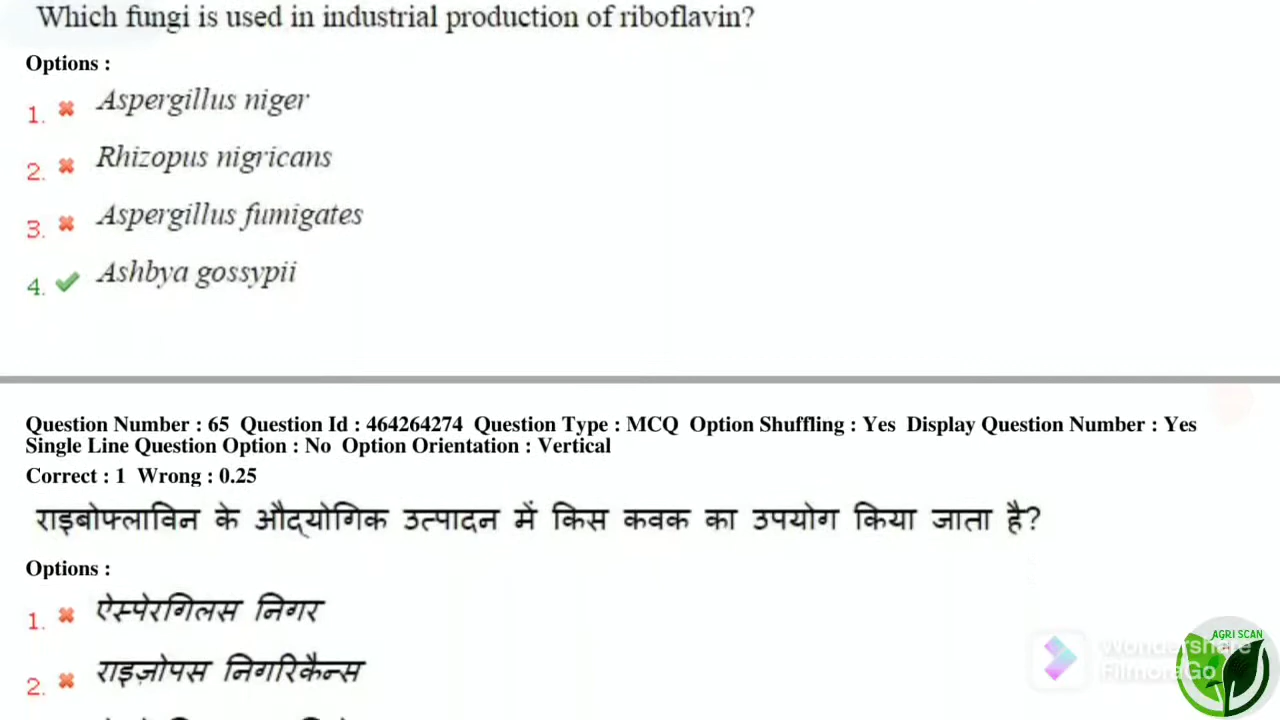 Which fungi is used in industrial production of riboflavin?
Options :
1. Aspergillus niger
2. Rhizopus nigricans
3. Aspergillus fumigates
4. Ashbya gossypii
Question Number : 65 Question Id : 464264274 Question Type : MCQ Option Shuffling : Yes Display Question Number : Yes
Single Line Question Option : No Option Orientation : Vertical
Correct : 1 Wrong : 0.25
राइबोफ्लाविन के औद्योगिक उत्पादन में किस कवक का उपयोग किया जाता है?
Options :
1. ऐस्पेरगिलस निगर
2. राइज़ोपस निगरिकैन्स
AGRI SCAN
Wondershare
FilmoraGo